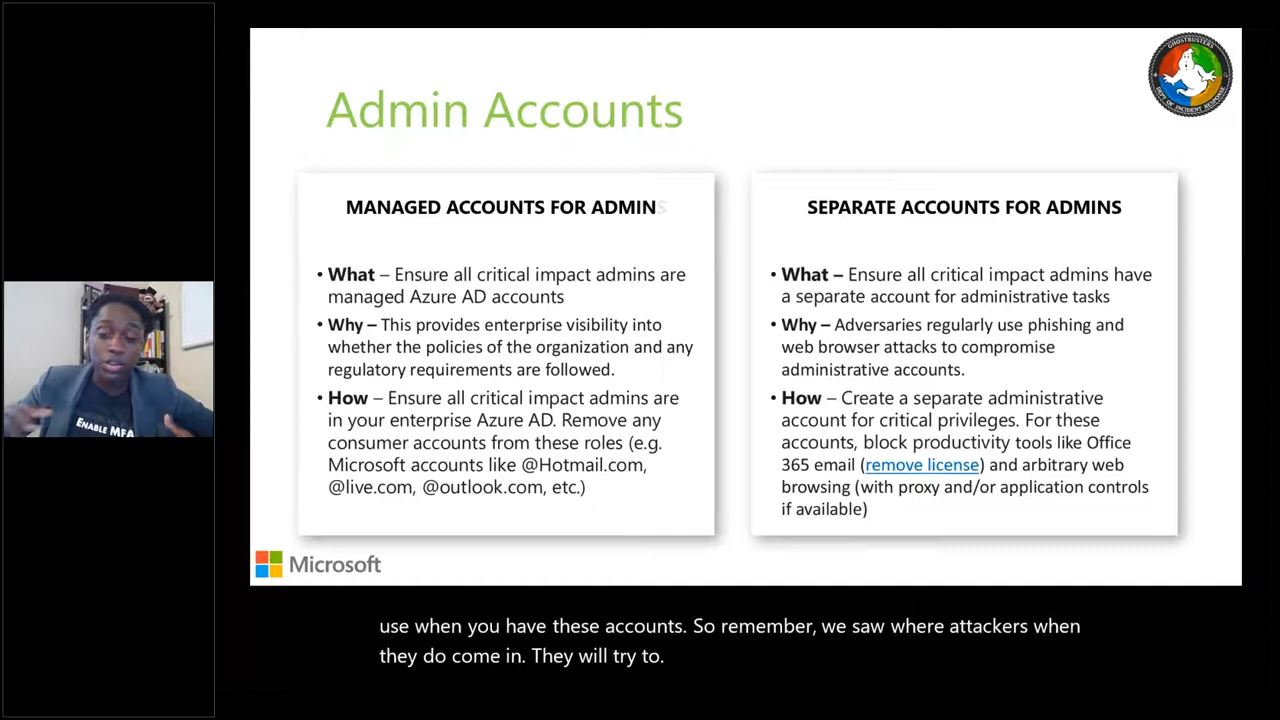 GHOSTBUSTERS
DEPT OF INCIDENT RESPONSE
Admin Accounts
MANAGED ACCOUNTS FOR ADMINS
• What – Ensure all critical impact admins are
managed Azure AD accounts
• Why – This provides enterprise visibility into
whether the policies of the organization and any
regulatory requirements are followed.
• How – Ensure all critical impact admins are
in your enterprise Azure AD. Remove any
consumer accounts from these roles (e.g.
Microsoft accounts like @Hotmail.com,
@live.com, @outlook.com, etc.)
SEPARATE ACCOUNTS FOR ADMINS
• What – Ensure all critical impact admins have
a separate account for administrative tasks
• Why – Adversaries regularly use phishing and
web browser attacks to compromise
administrative accounts.
• How – Create a separate administrative
account for critical privileges. For these
accounts, block productivity tools like Office
365 email (remove license) and arbitrary web
browsing (with proxy and/or application controls
if available)
ENABLE MFA
Microsoft
use when you have these accounts. So remember, we saw where attackers when
they do come in. They will try to.